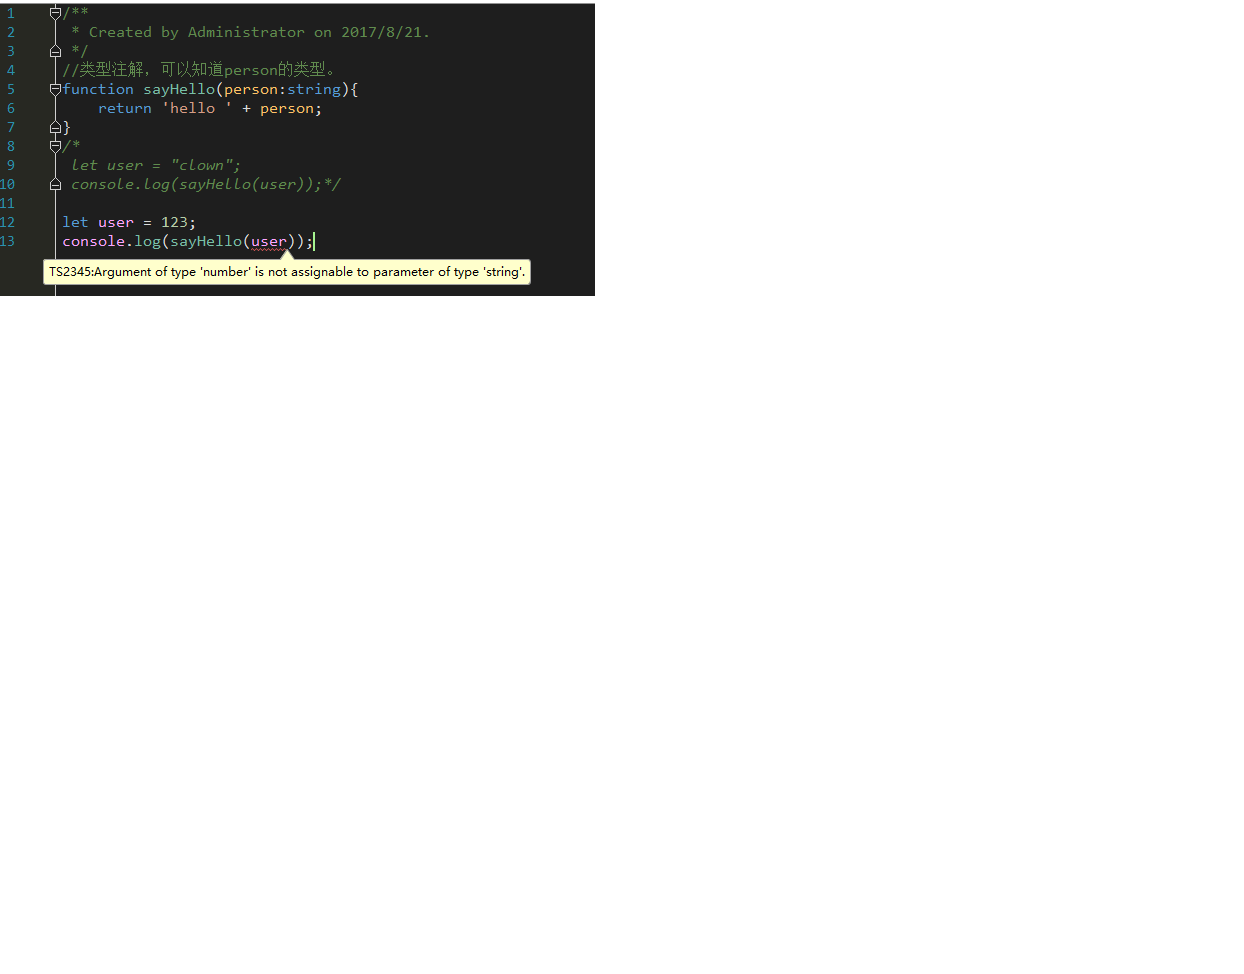 1 /**
2  * Created by Administrator on 2017/8/21.
3  */
4 //类型注解，可以知道person的类型。
5 function sayHello(person:string){
6     return 'hello ' + person;
7 }
8 /*
9  let user = "clown";
10  console.log(sayHello(user));*/
11
12 let user = 123;
13 console.log(sayHello(user));
TS2345:Argument of type 'number' is not assignable to parameter of type 'string'.